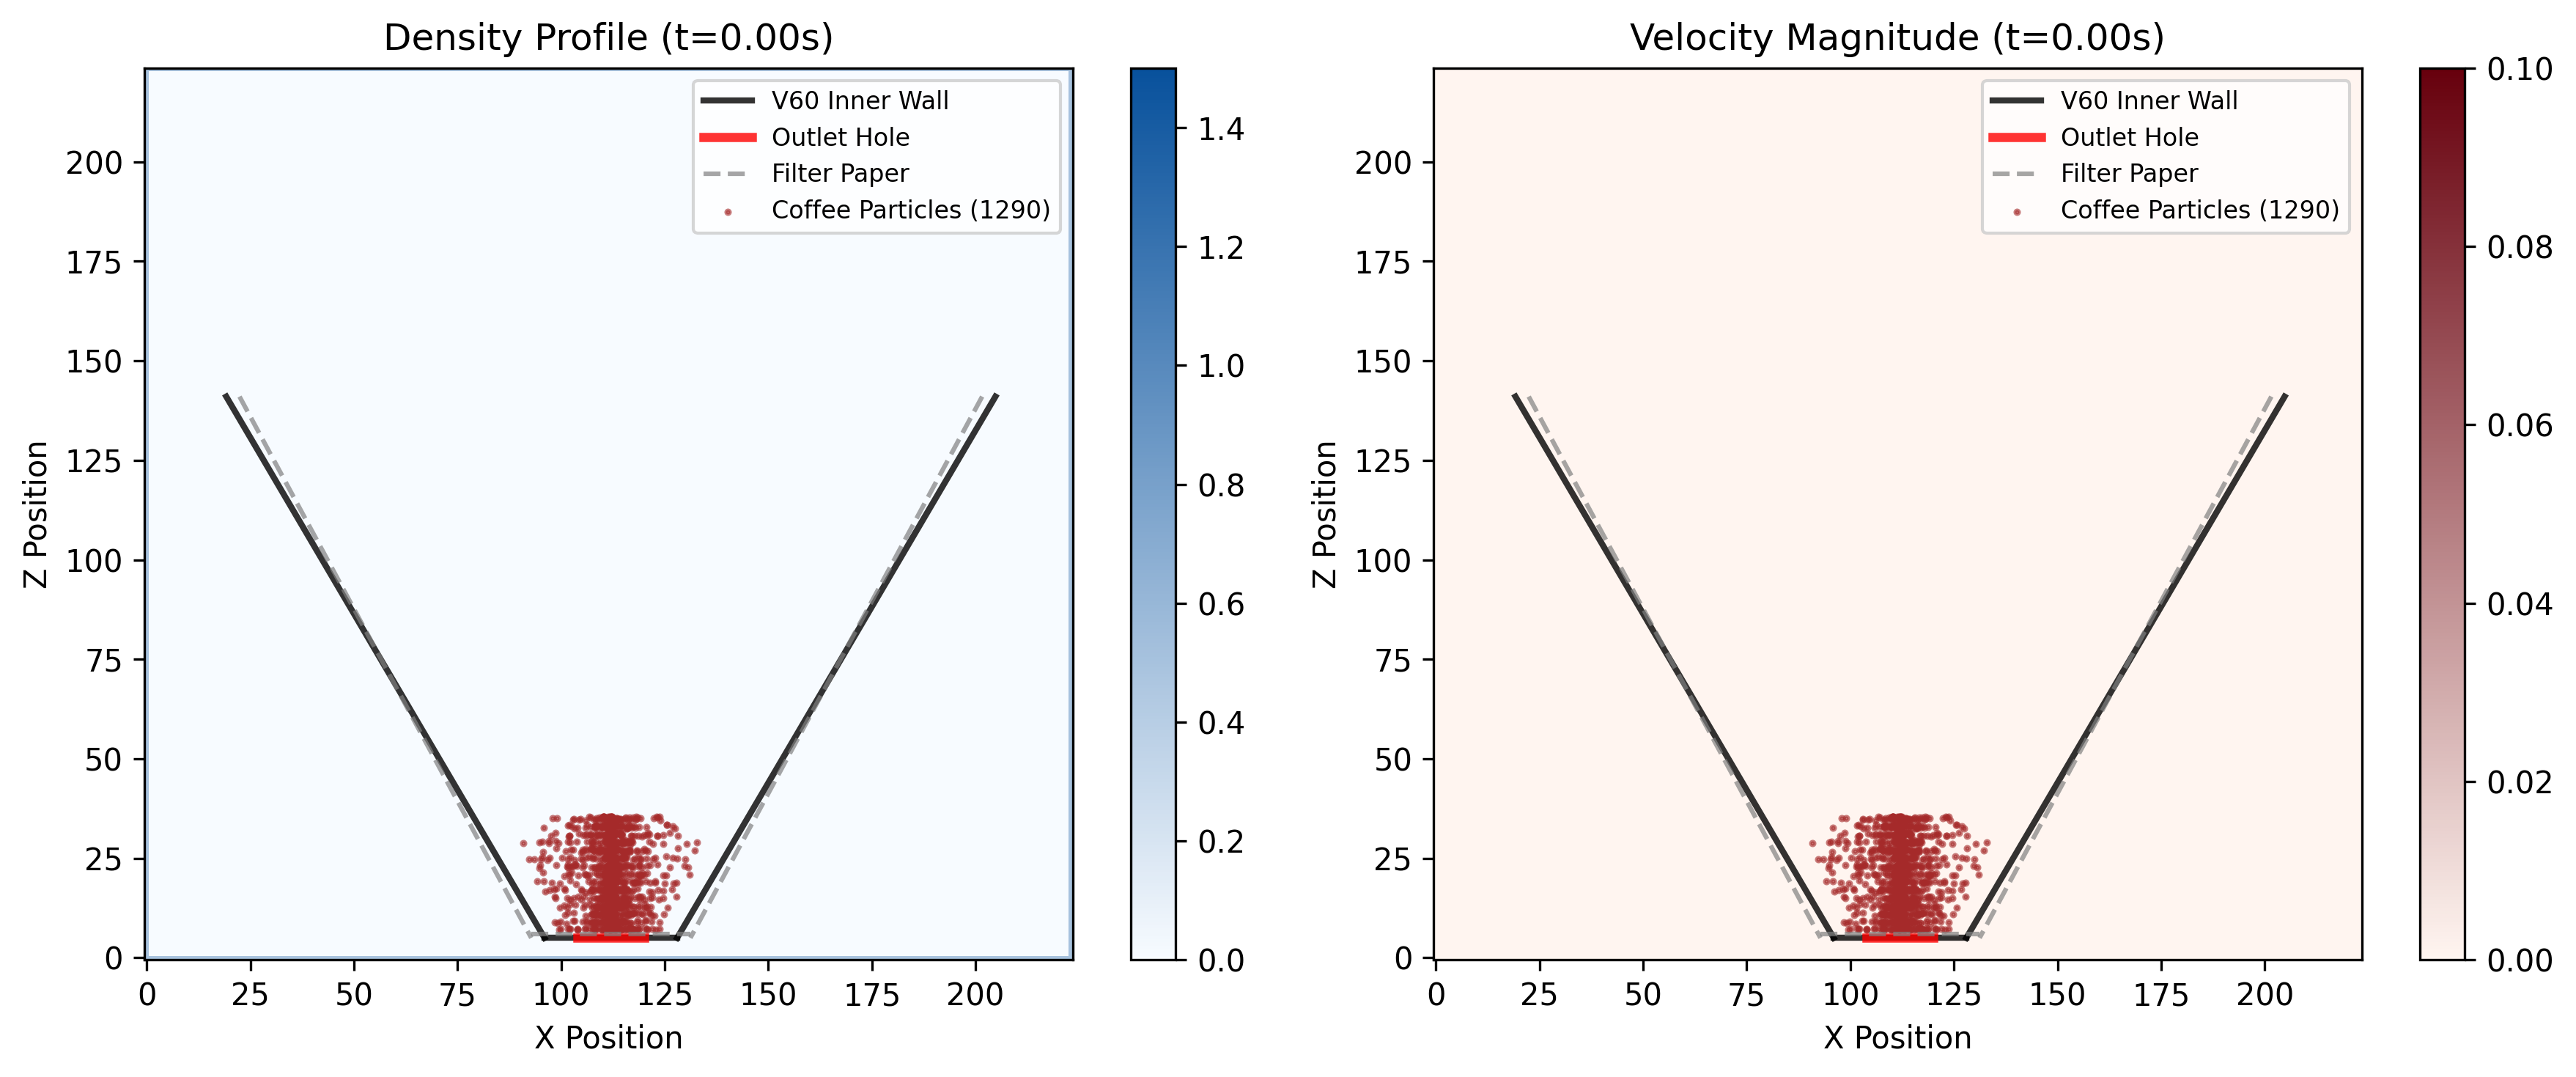 Density Profile (t=0.00s)
V60 Inner Wall
Outlet Hole
Filter Paper
Coffee Particles (1290)
Z Position
200
175
150
125
100
75
50
25
0
0 25 50 75 100 125 150 175 200
X Position
1.4
1.2
1.0
0.8
0.6
0.4
0.2
0.0
Velocity Magnitude (t=0.00s)
V60 Inner Wall
Outlet Hole
Filter Paper
Coffee Particles (1290)
Z Position
200
175
150
125
100
75
50
25
0
0 25 50 75 100 125 150 175 200
X Position
0.10
0.08
0.06
0.04
0.02
0.00